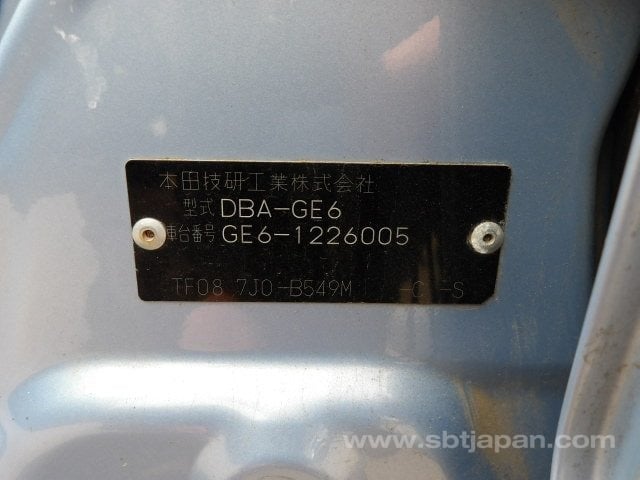 本田技研工業株式会社
型式 DBA-GE6
車台番号 GE6-1226005
TF08 7J0-B549M -C -S
www.sbtjapan.com